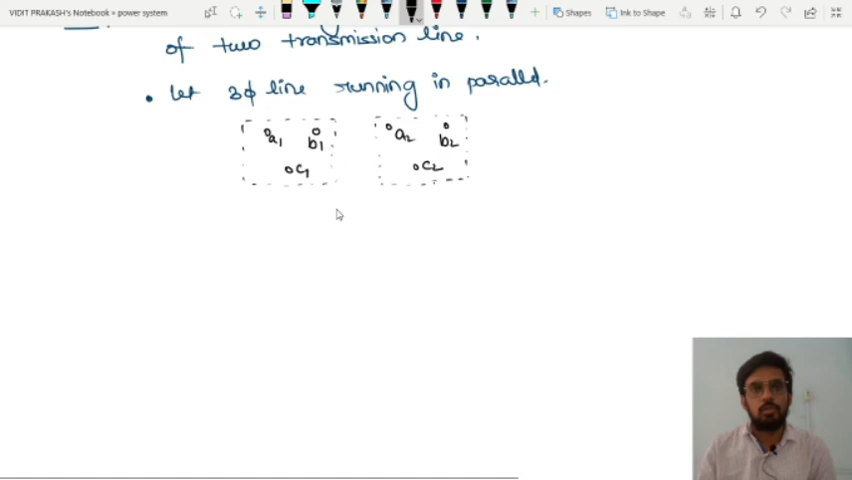 VIDIT PRAKASH's Notebook » power system
Shapes
Ink to Shape
of two transmission line.
• Let 3ϕ line running in parallel.
a1 b1 a2 b2
c1 c2